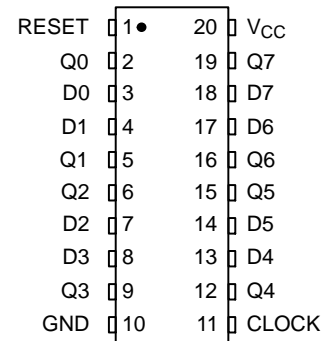 RESET 1 20 VCC
Q0 2 19 Q7
D0 3 18 D7
D1 4 17 D6
Q1 5 16 Q6
Q2 6 15 Q5
D2 7 14 D5
D3 8 13 D4
Q3 9 12 Q4
GND 10 11 CLOCK